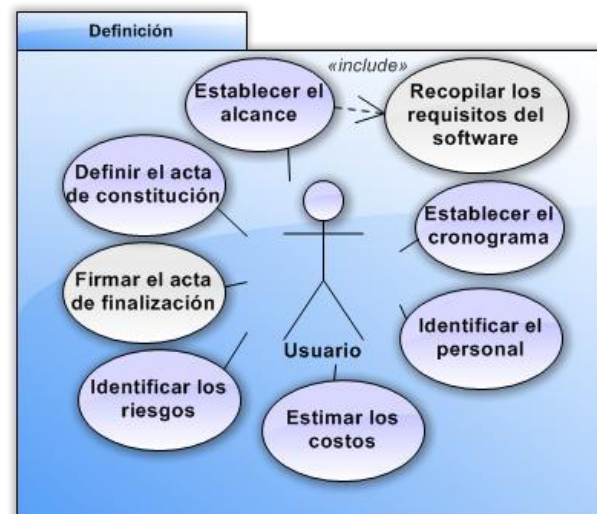 Definición
«include»
Establecer el
alcance
Recopilar los
requisitos del
software
Definir el acta
de constitución
Establecer el
cronograma
Firmar el acta
de finalización
Identificar el
personal
Usuario
Identificar los
riesgos
Estimar los
costos